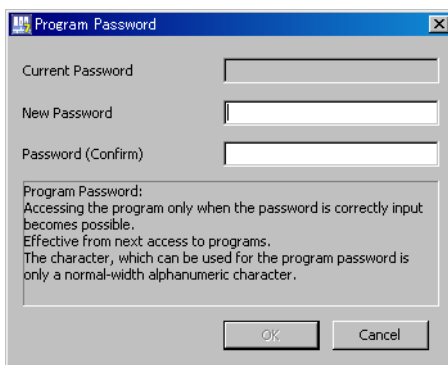 Program Password
Current Password
New Password
Password (Confirm)
Program Password:
Accessing the program only when the password is correctly input
becomes possible.
Effective from next access to programs.
The character, which can be used for the program password is
only a normal-width alphanumeric character.
OK Cancel